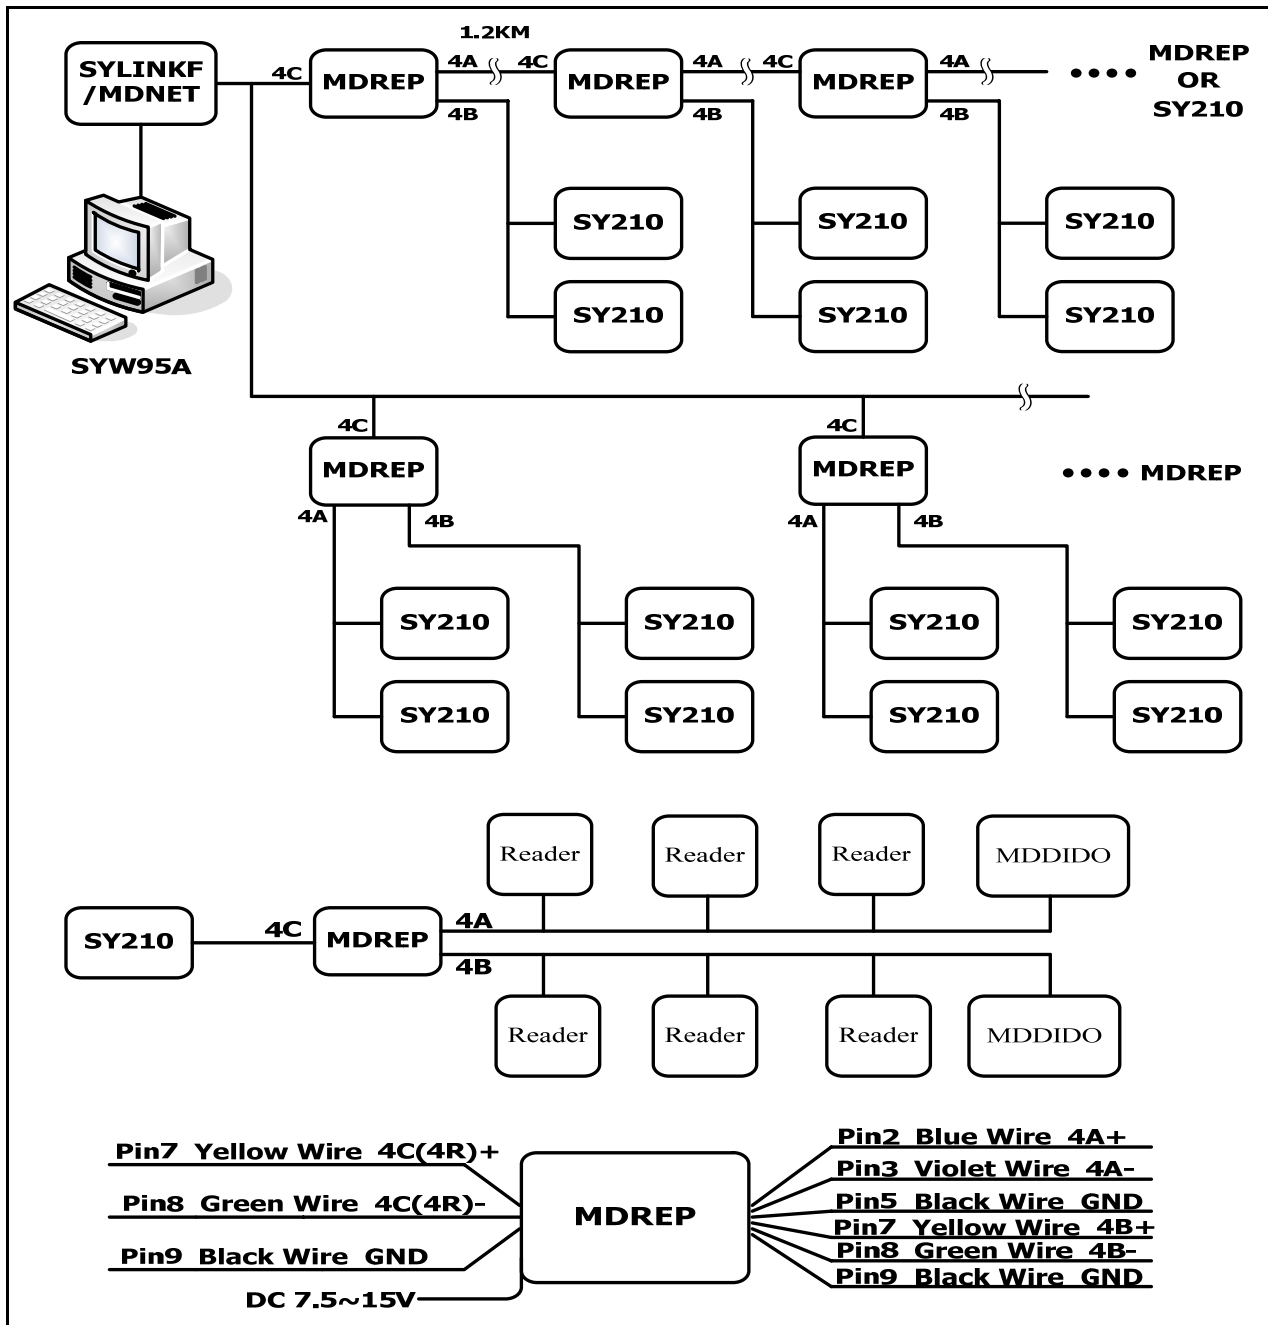 1.2KM
SYLINKF
/MDNET
4C
MDREP
4A
4C
MDREP
4A
4C
MDREP
4A
MDREP
OR
SY210
4B
4B
4B
SY210
SY210
SY210
SY210
SY210
SY210
SYW95A
4C
4C
MDREP
MDREP
MDREP
4A
4B
4A
4B
SY210
SY210
SY210
SY210
SY210
SY210
SY210
SY210
Reader
Reader
Reader
MDDIDO
SY210
4C
MDREP
4A
4B
Reader
Reader
Reader
MDDIDO
Pin7 Yellow Wire 4C(4R)+
Pin8 Green Wire 4C(4R)-
Pin9 Black Wire GND
DC 7.5~15V
MDREP
Pin2 Blue Wire 4A+
Pin3 Violet Wire 4A-
Pin5 Black Wire GND
Pin7 Yellow Wire 4B+
Pin8 Green Wire 4B-
Pin9 Black Wire GND